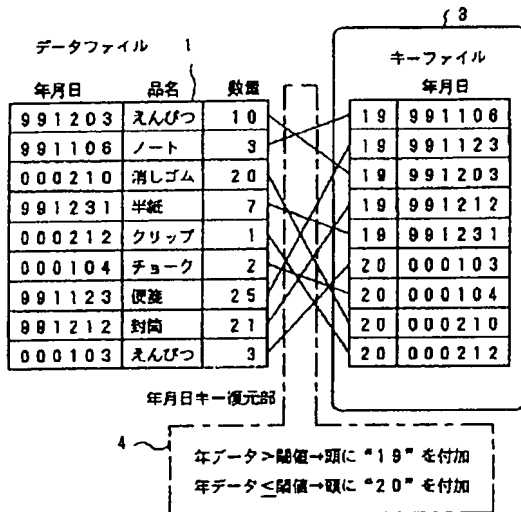 データファイル 1
年月日 品名 数量
991203 えんぴつ 10
991106 ノート 3
000210 消しゴム 20
991231 半紙 7
000212 クリップ 1
000104 チョーク 2
991123 便箋 25
991212 封筒 21
000103 えんぴつ 3
3
キーファイル
年月日
19 991106
19 991123
19 991203
19 991212
19 991231
20 000103
20 000104
20 000210
20 000212
年月日キー復元部
4
年データ>閾値→頭に“19”を付加
年データ≤閾値→頭に“20”を付加